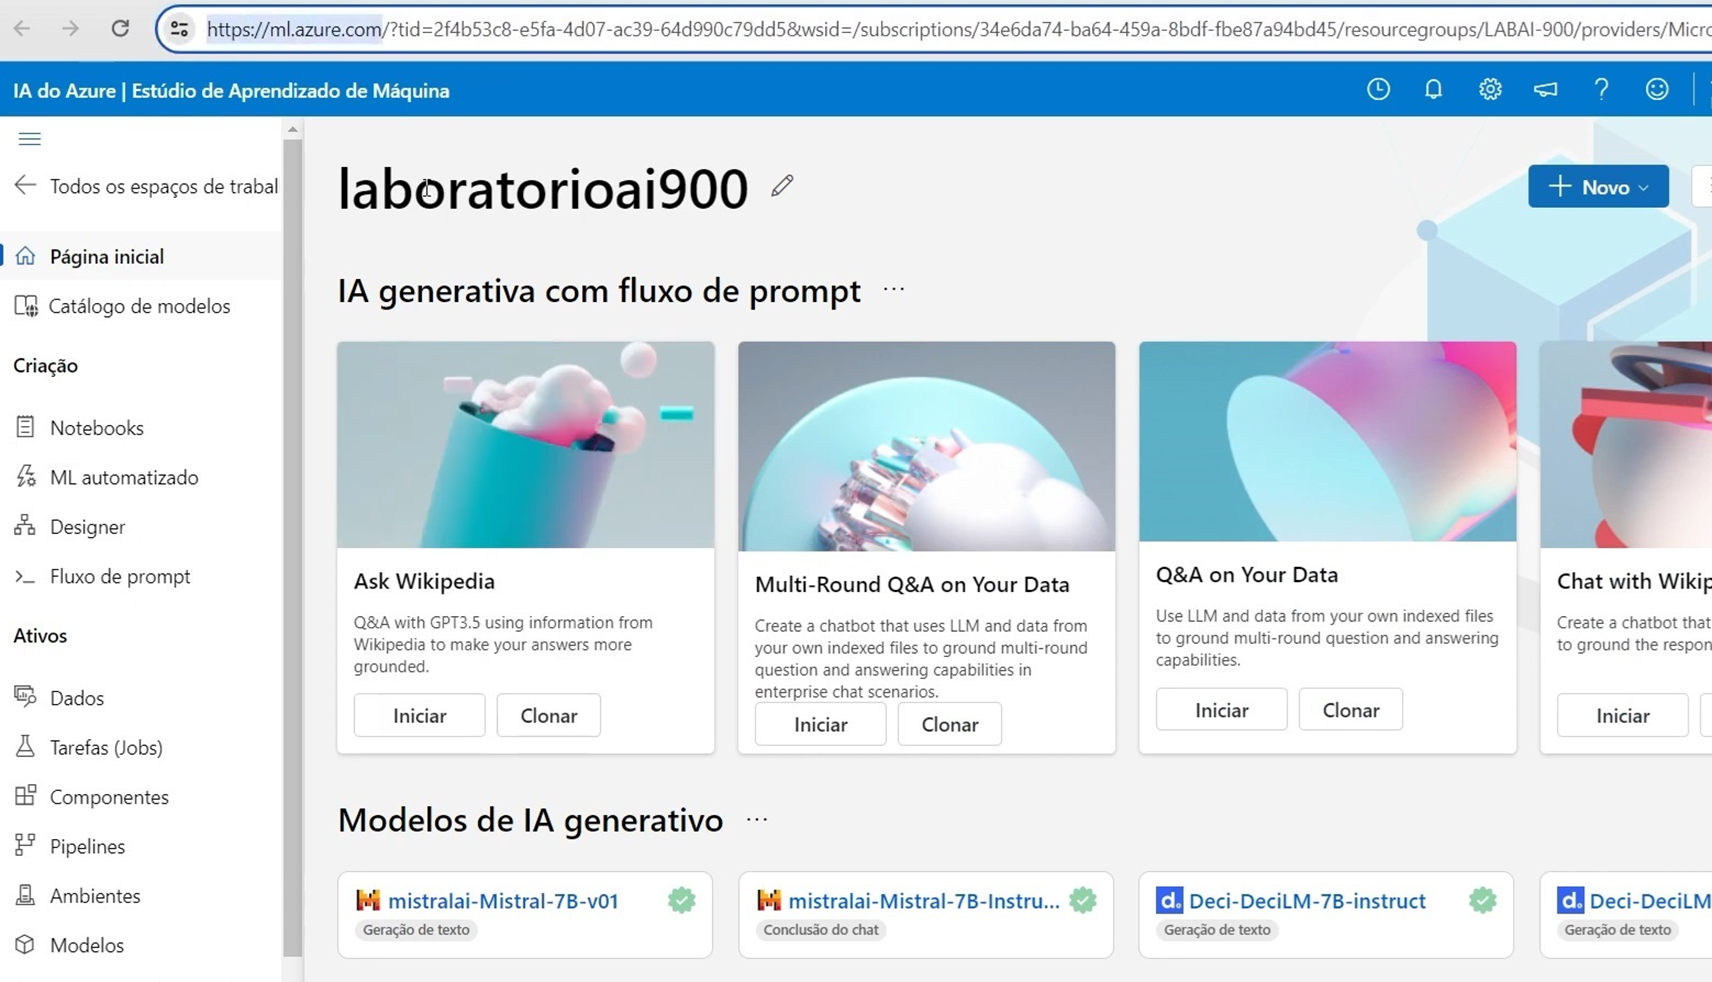 https://ml.azure.com/?tid=2f4b53c8-e5fa-4d07-ac39-64d990c79dd5&wsid=/subscriptions/34e6da74-ba64-459a-8bdf-fbe87a94bd45/resourcegroups/LABAI-900/providers/Micro
IA do Azure | Estúdio de Aprendizado de Máquina
Todos os espaços de trabal
Página inicial
Catálogo de modelos
Criação
Notebooks
ML automatizado
Designer
Fluxo de prompt
Ativos
Dados
Tarefas (Jobs)
Componentes
Pipelines
Ambientes
Modelos
laboratorioai900
Novo
IA generativa com fluxo de prompt ...
Ask Wikipedia
Q&A with GPT3.5 using information from
Wikipedia to make your answers more
grounded.
Iniciar
Clonar
Multi-Round Q&A on Your Data
Create a chatbot that uses LLM and data from
your own indexed files to ground multi-round
question and answering capabilities in
enterprise chat scenarios.
Iniciar
Clonar
Q&A on Your Data
Use LLM and data from your own indexed files
to ground multi-round question and answering
capabilities.
Iniciar
Clonar
Chat with Wikip
Create a chatbot that
to ground the respon
Iniciar
Modelos de IA generativo ...
mistralai-Mistral-7B-v01
Geração de texto
mistralai-Mistral-7B-Instru...
Conclusão do chat
d. Deci-DeciLM-7B-instruct
Geração de texto
d. Deci-DeciLM
Geração de texto